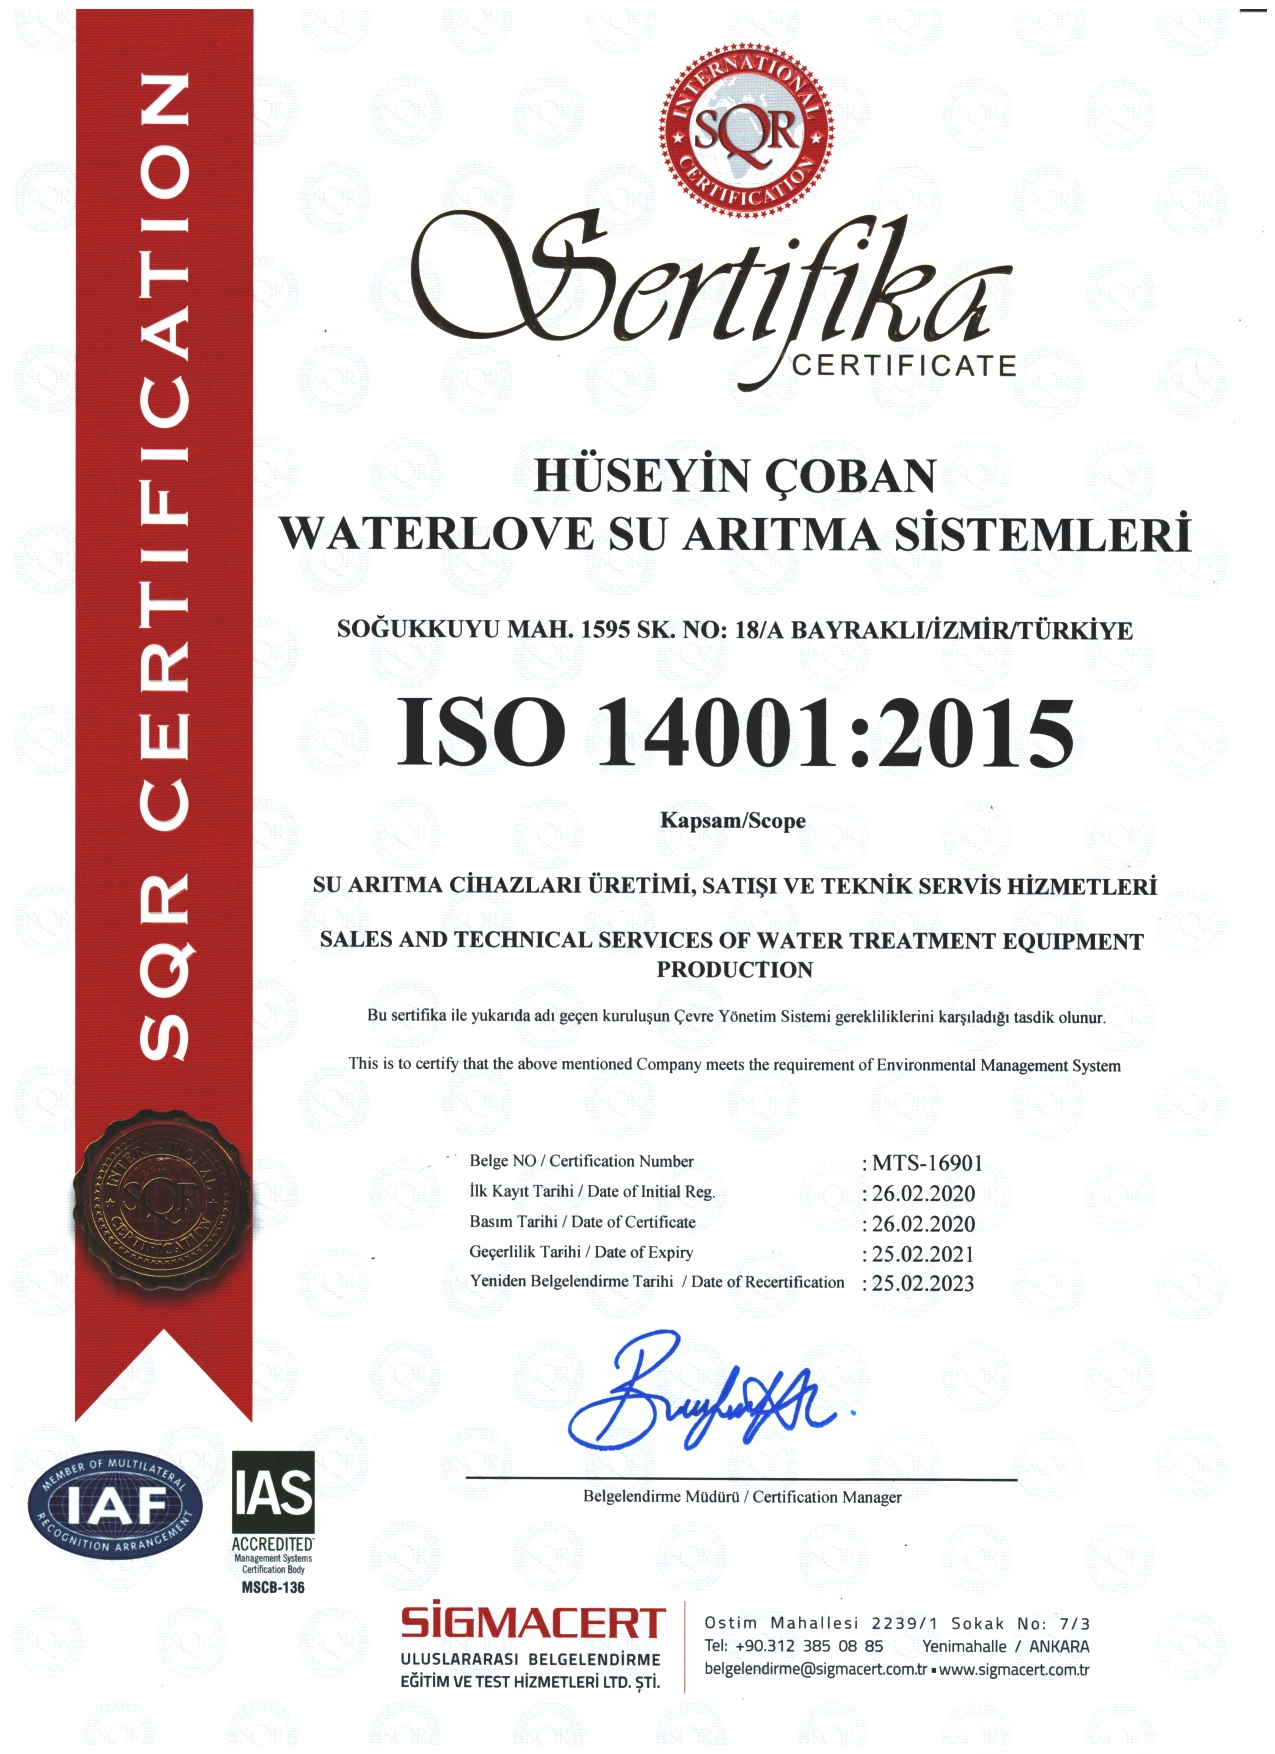 INTERNATIONAL
SQR
CERTIFICATION
Sertifika
CERTIFICATE
SQR CERTIFICATION
HÜSEYİN ÇOBAN
WATERLOVE SU ARITMA SİSTEMLERİ
SOĞUKKUYU MAH. 1595 SK. NO: 18/A BAYRAKLI/İZMİR/TÜRKİYE
ISO 14001:2015
Kapsam/Scope
SU ARITMA CİHAZLARI ÜRETİMİ, SATIŞI VE TEKNİK SERVİS HİZMETLERİ
SALES AND TECHNICAL SERVICES OF WATER TREATMENT EQUIPMENT
PRODUCTION
Bu sertifika ile yukarıda adı geçen kuruluşun Çevre Yönetim Sistemi gerekliliklerini karşıladığı tasdik olunur.
This is to certify that the above mentioned Company meets the requirement of Environmental Management System
Belge NO / Certification Number : MTS-16901
İlk Kayıt Tarihi / Date of Initial Reg. : 26.02.2020
Basım Tarihi / Date of Certificate : 26.02.2020
Geçerlilik Tarihi / Date of Expiry : 25.02.2021
Yeniden Belgelendirme Tarihi / Date of Recertification : 25.02.2023
INTERNATIONAL
SQR
CERTIFICATION
Belgelendirme Müdürü / Certification Manager
MEMBER OF MULTILATERAL
IAF
RECOGNITION ARRANGEMENT
IAS
ACCREDITED
Management Systems
Certification Body
MSCB-136
SİGMACERT
ULUSLARARASI BELGELENDİRME
EĞİTİM VE TEST HİZMETLERİ LTD. ŞTİ.
Ostim Mahallesi 2239/1 Sokak No: 7/3
Tel: +90.312 385 08 85 Yenimahalle / ANKARA
belgelendirme@sigmacert.com.tr ▪ www.sigmacert.com.tr